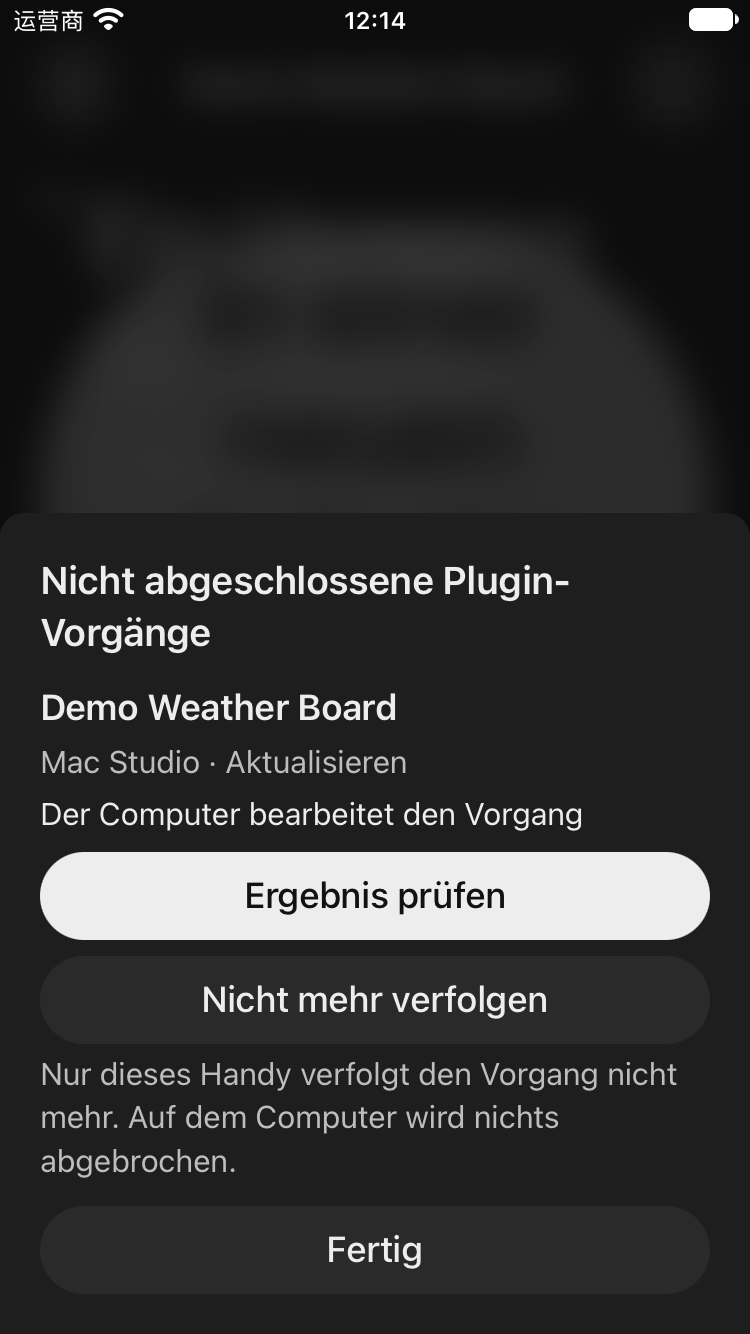 运营商 12:14
Nicht abgeschlossene Plugin-
Vorgänge
Demo Weather Board
Mac Studio · Aktualisieren
Der Computer bearbeitet den Vorgang
Ergebnis prüfen
Nicht mehr verfolgen
Nur dieses Handy verfolgt den Vorgang nicht
mehr. Auf dem Computer wird nichts
abgebrochen.
Fertig